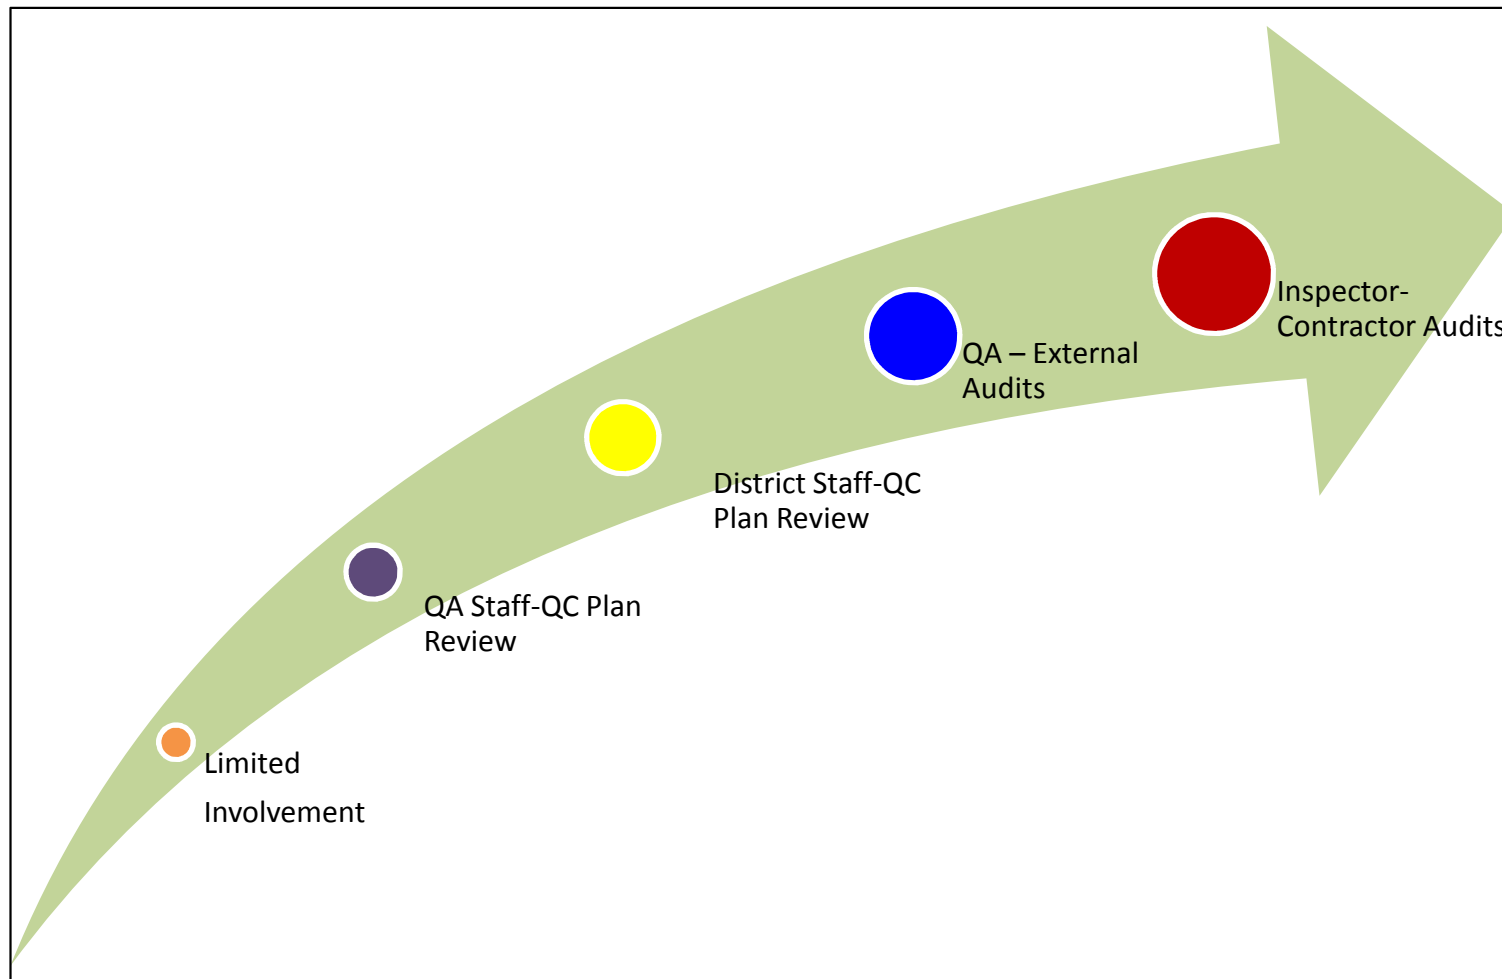 Inspector-
Contractor Audits
QA – External
Audits
District Staff-QC
Plan Review
QA Staff-QC Plan
Review
Limited
Involvement